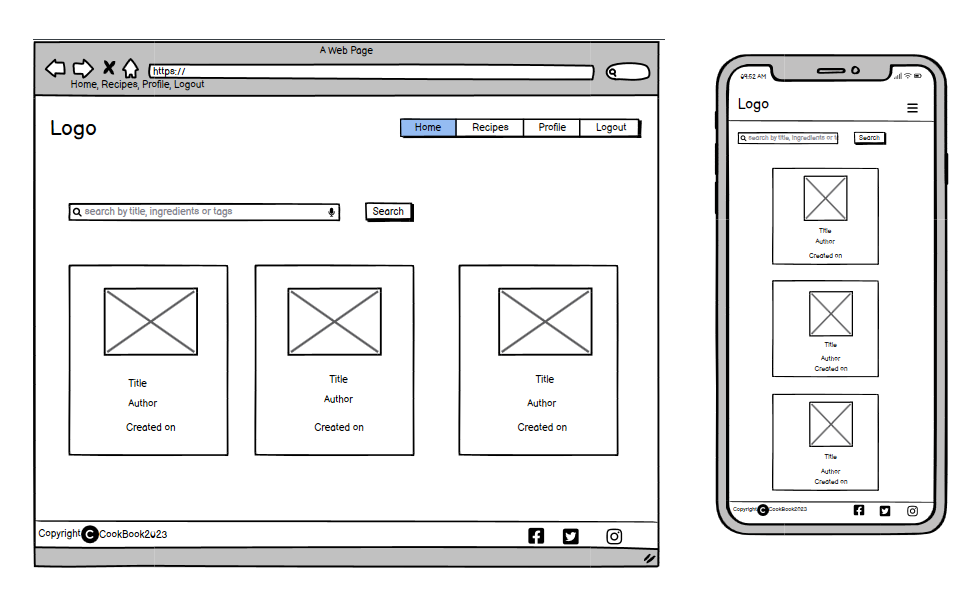 A Web Page
https://
Home, Recipes, Profile, Logout
Logo
Home Recipes Profile Logout
search by title, ingredients or tags
Search
Title
Author
Created on
Title
Author
Created on
Title
Author
Created on
Copyright C CookBook2023
09:52 AM
Logo
search by title, ingredients or t
Search
Title
Author
Created on
Title
Author
Created on
Title
Author
Created on
Copyright C CookBook2023